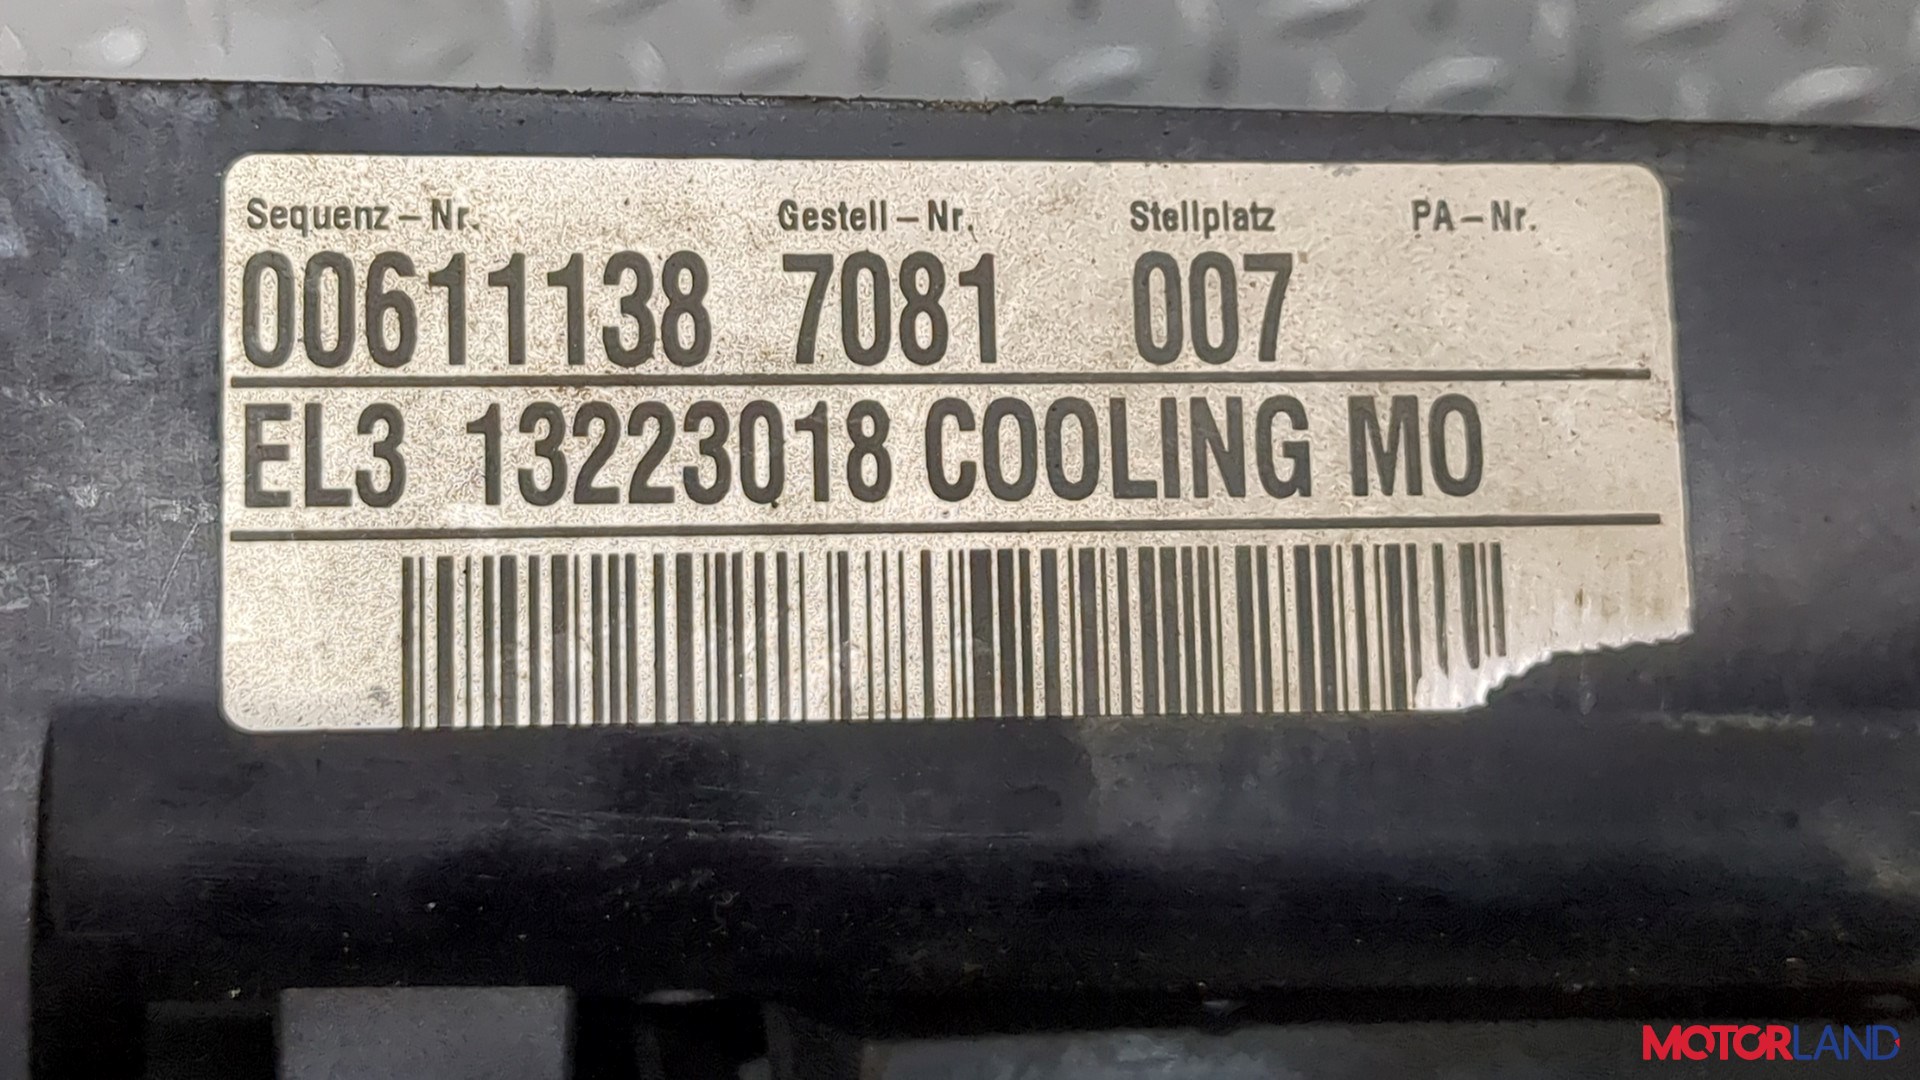 Sequenz – Nr. Gestell – Nr. Stellplatz PA – Nr.
00611138 7081 007
EL3 13223018 COOLING MO
MOTORLAND